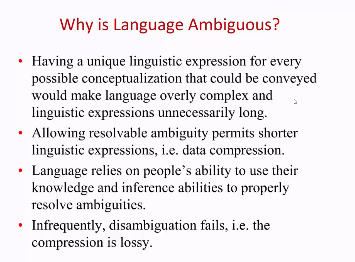 Why is Language Ambiguous?
• Having a unique linguistic expression for every
possible conceptualization that could be conveyed
would make language overly complex and
linguistic expressions unnecessarily long.
• Allowing resolvable ambiguity permits shorter
linguistic expressions, i.e. data compression.
• Language relies on people's ability to use their
knowledge and inference abilities to properly
resolve ambiguities.
• Infrequently, disambiguation fails, i.e. the
compression is lossy.